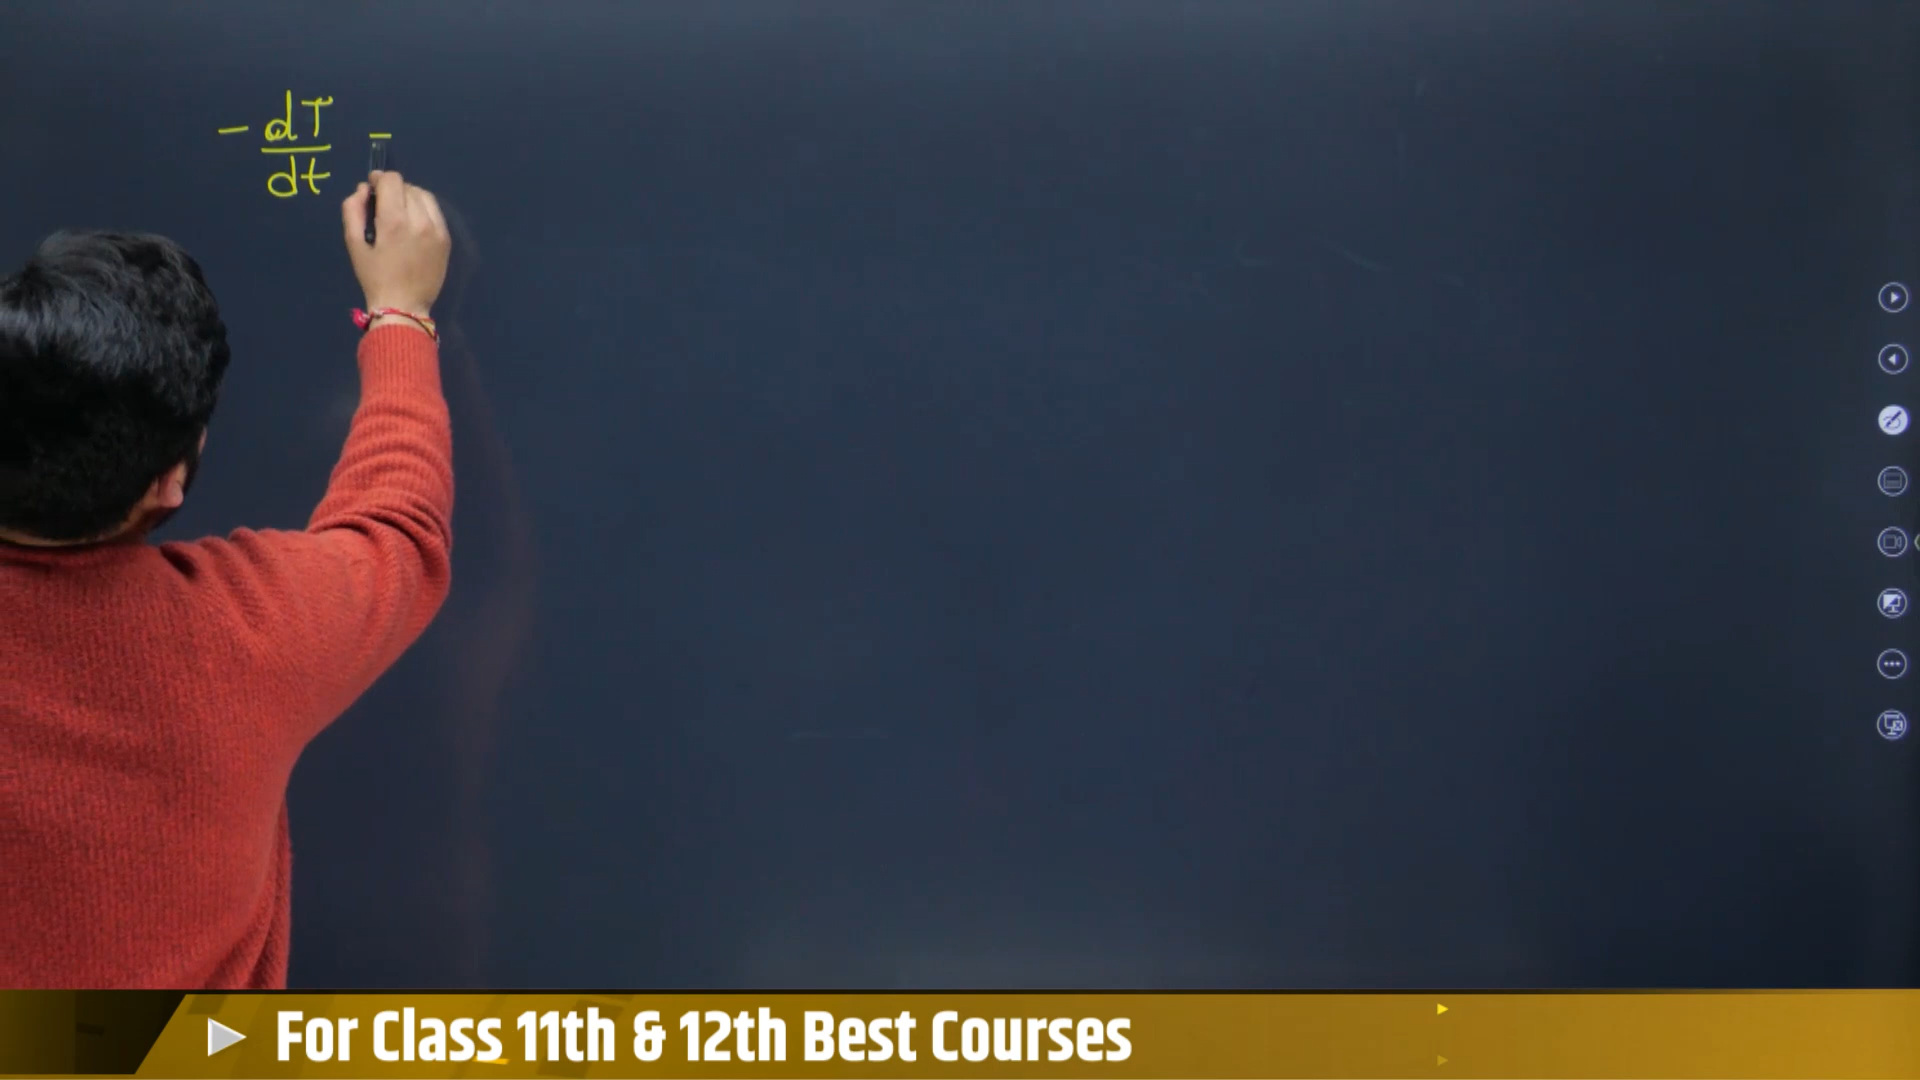 - dT/dt =
For Class 11th & 12th Best Courses